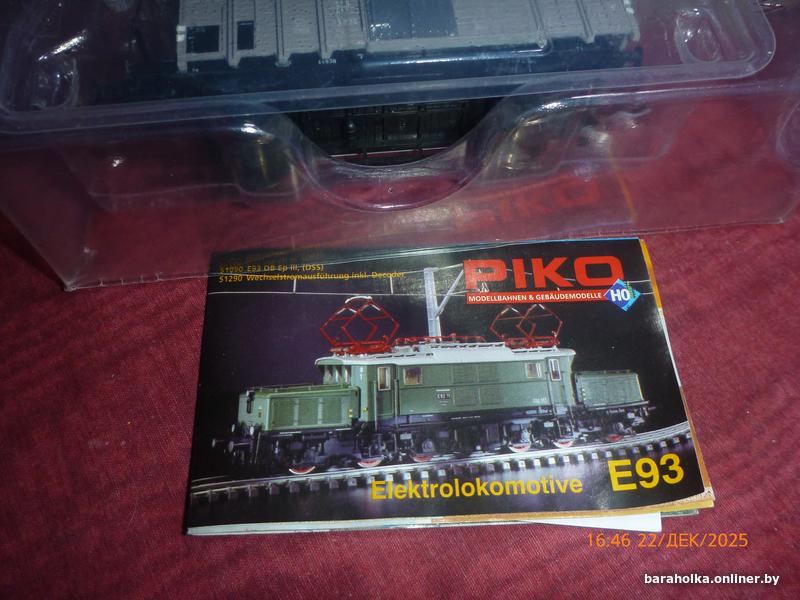 PIKO
51090 E93 DB Ep III, (DSS)
51290 Wechselstromausführung inkl. Decoder
PIKO
MODELLBAHNEN & GEBÄUDEMODELLE
H0
Elektrolokomotive
E93
16:46 22/ДЕК/2025
baraholka.onliner.by